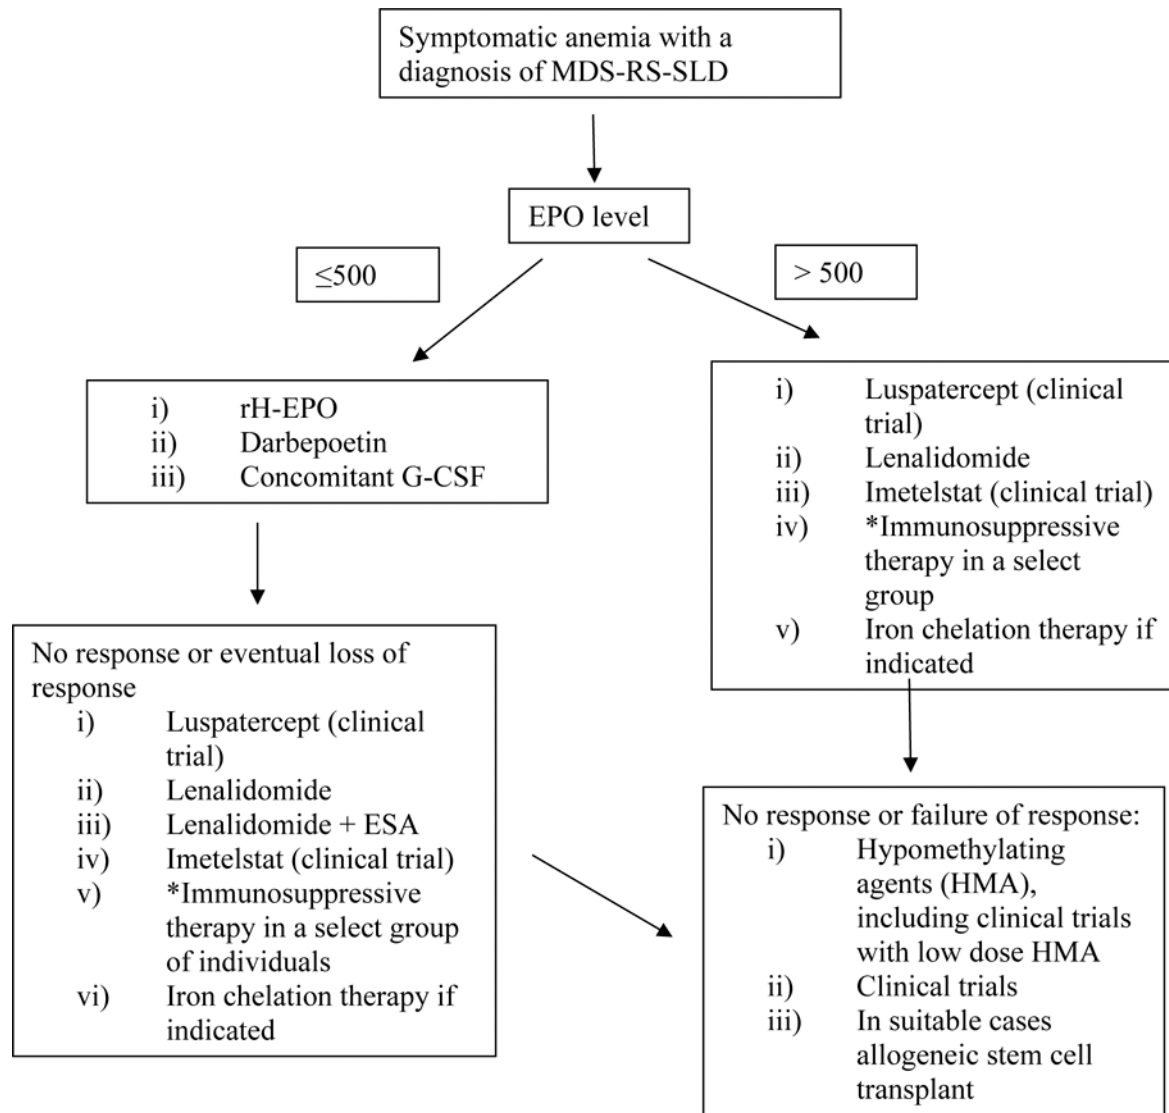 Symptomatic anemia with a
diagnosis of MDS-RS-SLD
EPO level
≤500
> 500
i) rH-EPO
ii) Darbepoetin
iii) Concomitant G-CSF
i) Luspatercept (clinical
trial)
ii) Lenalidomide
iii) Imetelstat (clinical trial)
iv) *Immunosuppressive
therapy in a select
group
v) Iron chelation therapy if
indicated
No response or eventual loss of
response
i) Luspatercept (clinical
trial)
ii) Lenalidomide
iii) Lenalidomide + ESA
iv) Imetelstat (clinical trial)
v) *Immunosuppressive
therapy in a select group
of individuals
vi) Iron chelation therapy if
indicated
No response or failure of response:
i) Hypomethylating
agents (HMA),
including clinical trials
with low dose HMA
ii) Clinical trials
iii) In suitable cases
allogeneic stem cell
transplant